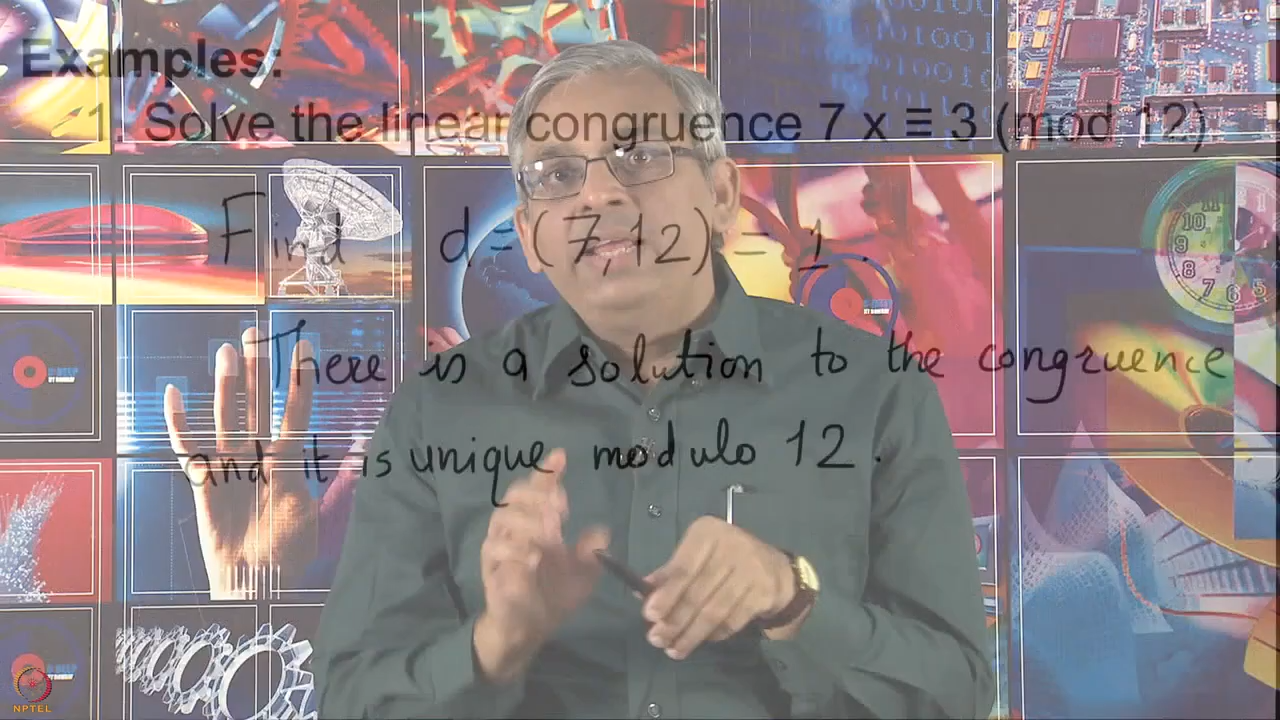 Examples:
1. Solve the linear congruence 7 x ≡ 3 (mod 12)
Find d = (7, 12) = 1.
There is a solution to the congruence
and it is unique modulo 12.
NPTEL